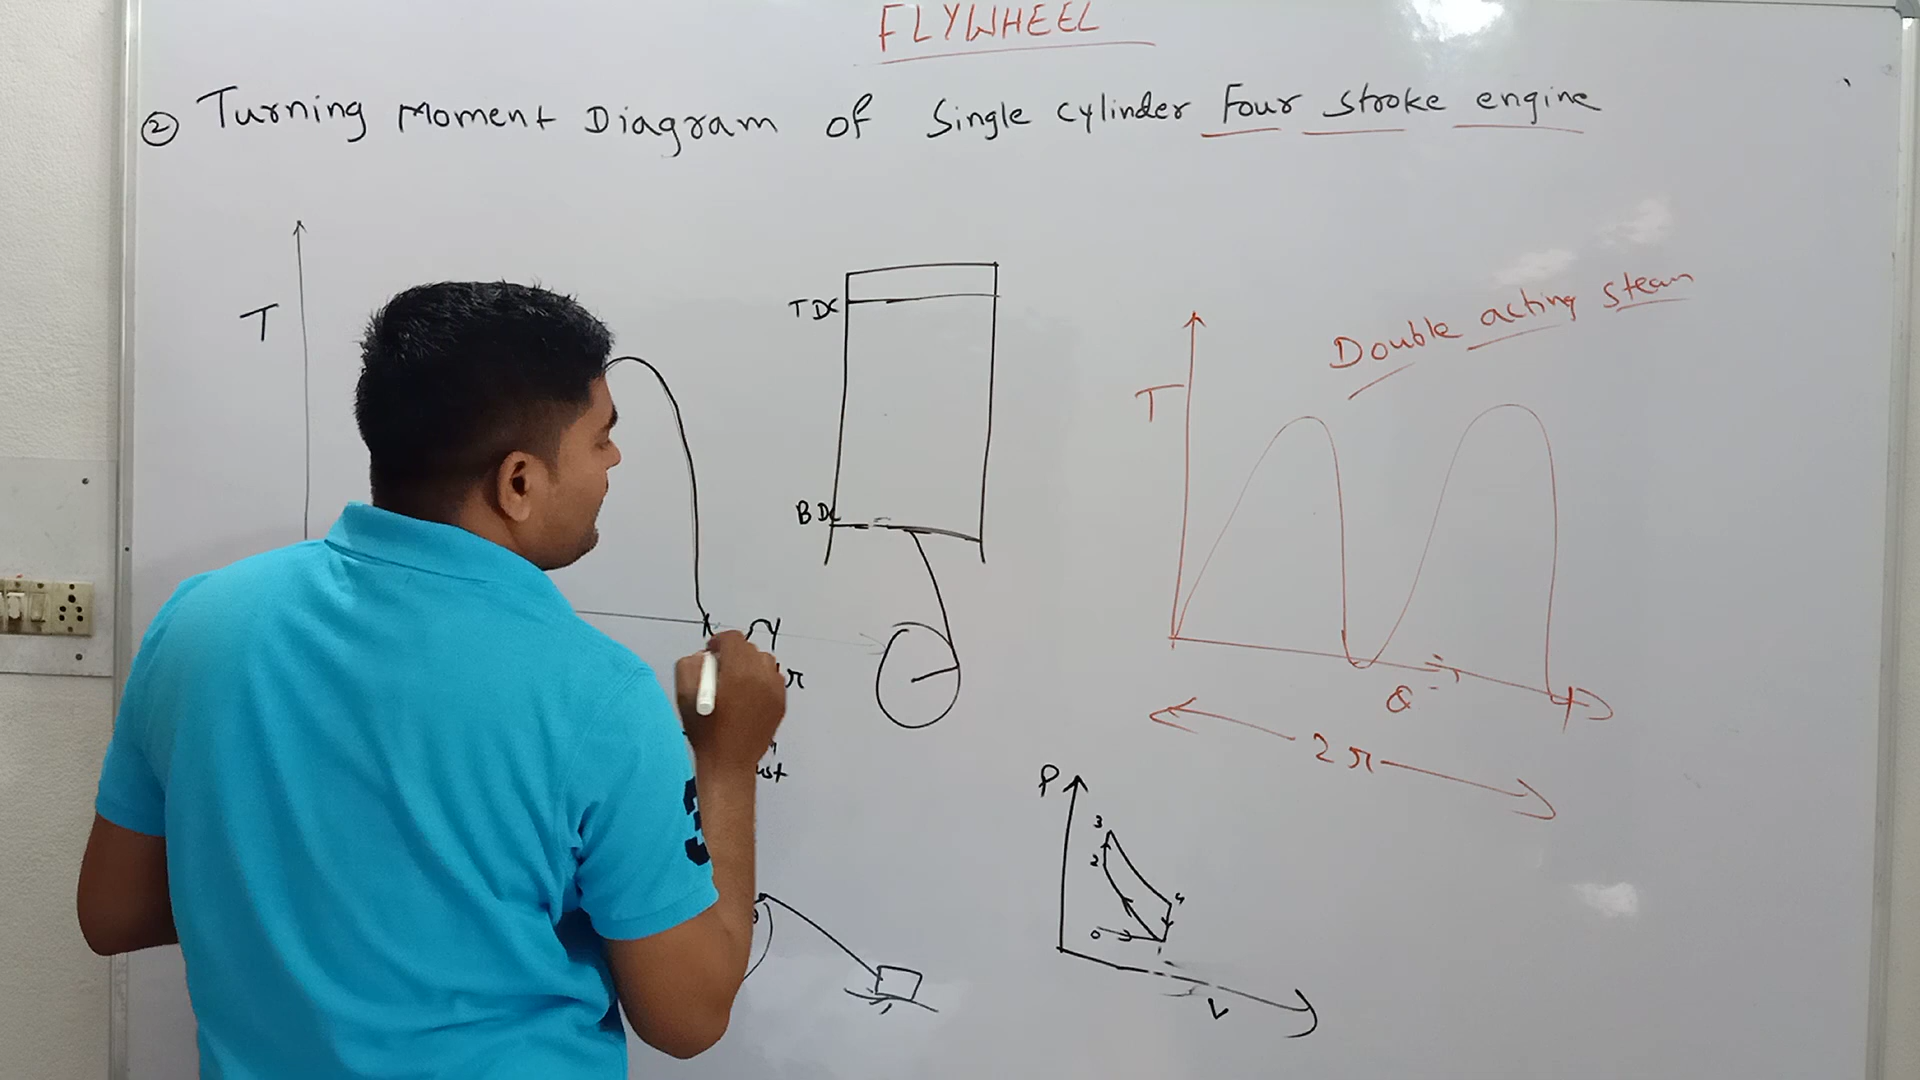 FLYWHEEL
② Turning Moment Diagram of Single cylinder Four stroke engine
T
TDC
BDC
Double acting steam
T
θ
2π
P
3
2
4
0
V
3